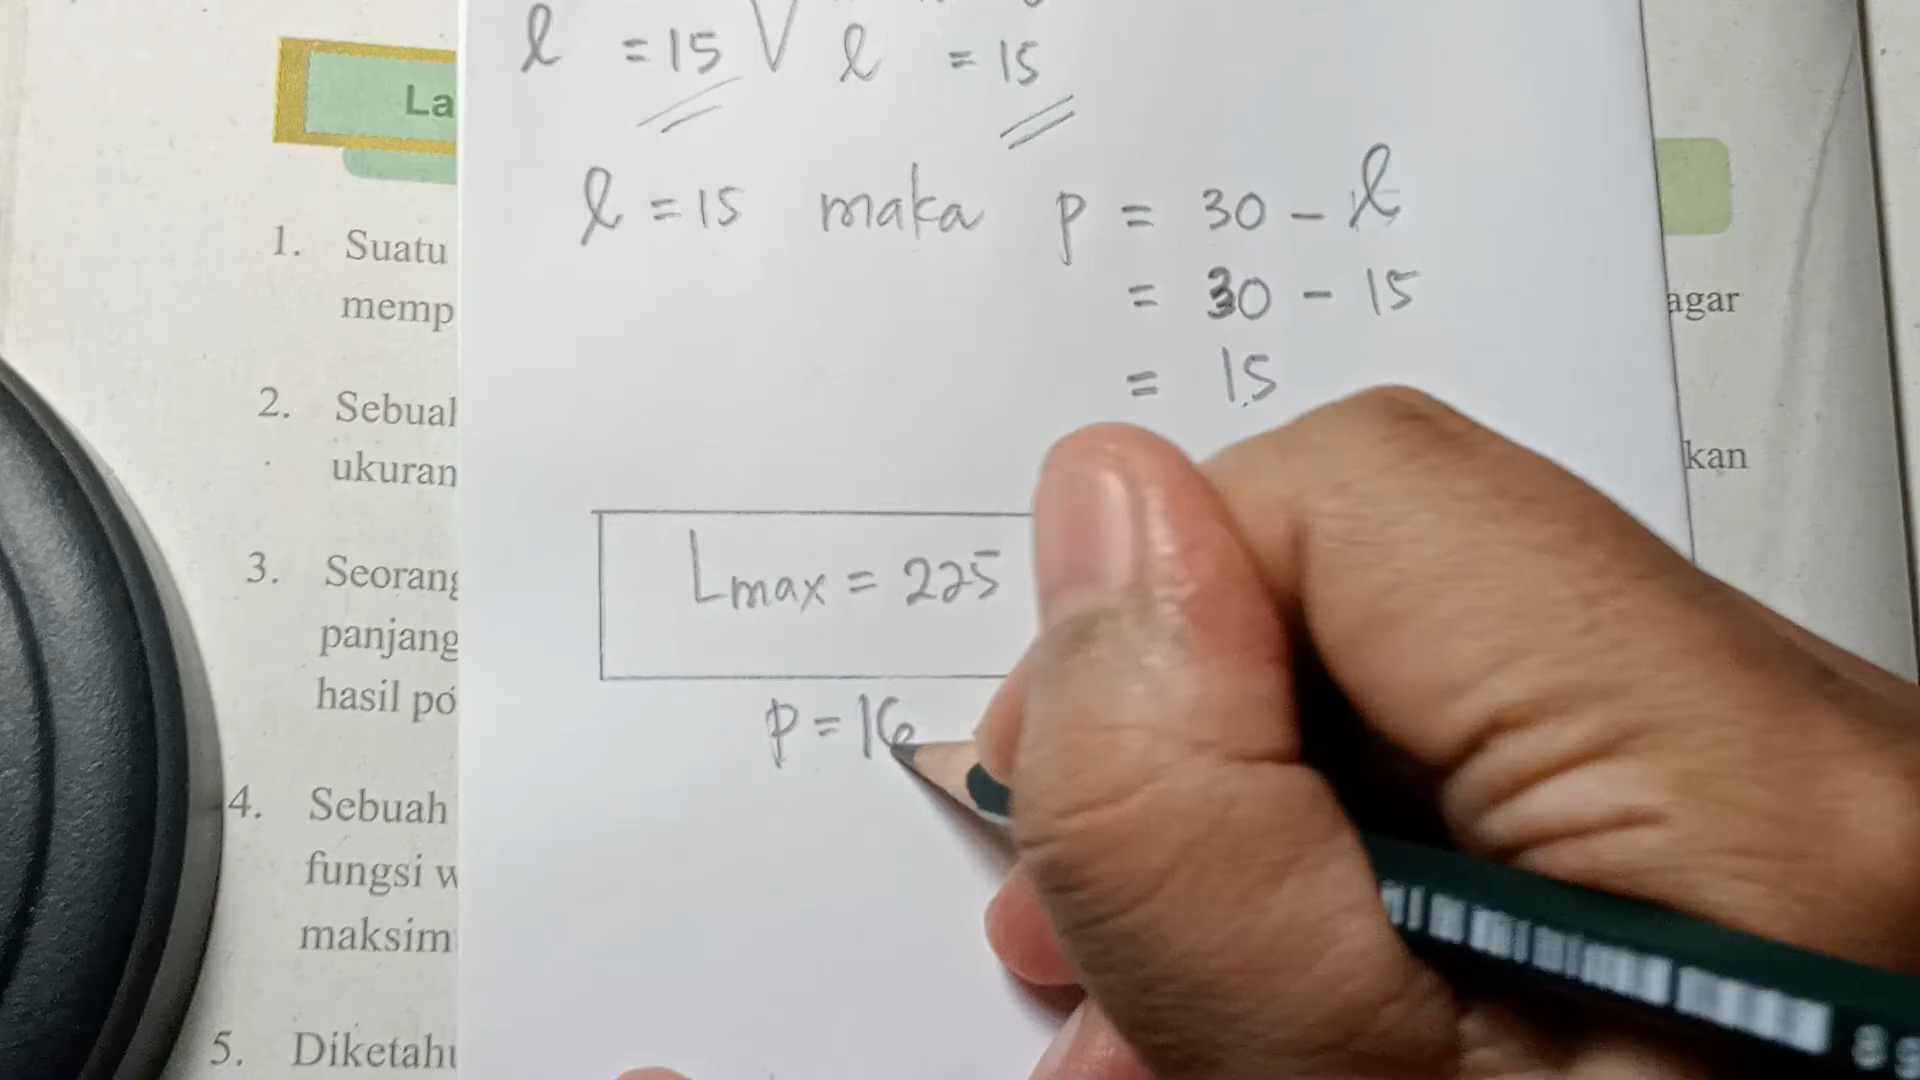 l = 15 V l = 15
l = 15 maka p = 30 - l
= 30 - 15
= 15
Lmax = 225
p = 16
La
1. Suatu
memp
agar
2. Sebuah
ukuran
kan
3. Seorang
panjang
hasil po
4. Sebuah
fungsi w
maksim
5. Diketahu